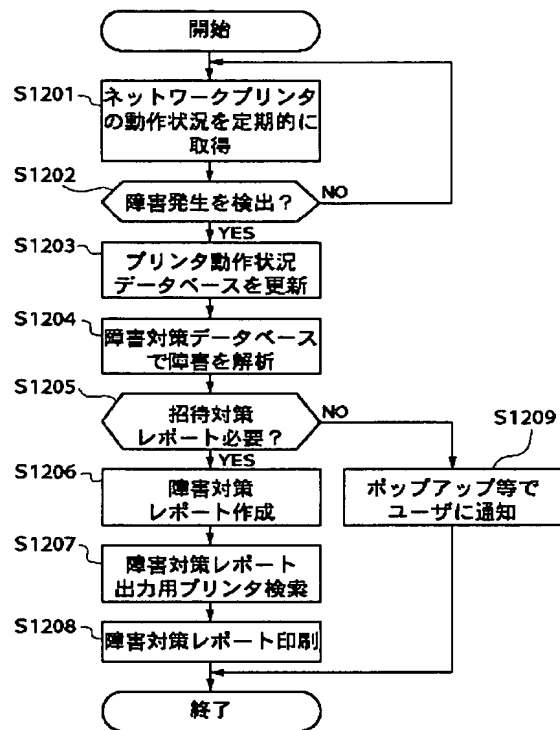 開始
S1201
ネットワークプリンタ
の動作状況を定期的に
取得
S1202
障害発生を検出？
NO
YES
S1203
プリンタ動作状況
データベースを更新
S1204
障害対策データベース
で障害を解析
S1205
招待対策
レポート必要？
NO
YES
S1209
ポップアップ等で
ユーザに通知
S1206
障害対策
レポート作成
S1207
障害対策レポート
出力用プリンタ検索
S1208
障害対策レポート印刷
終了